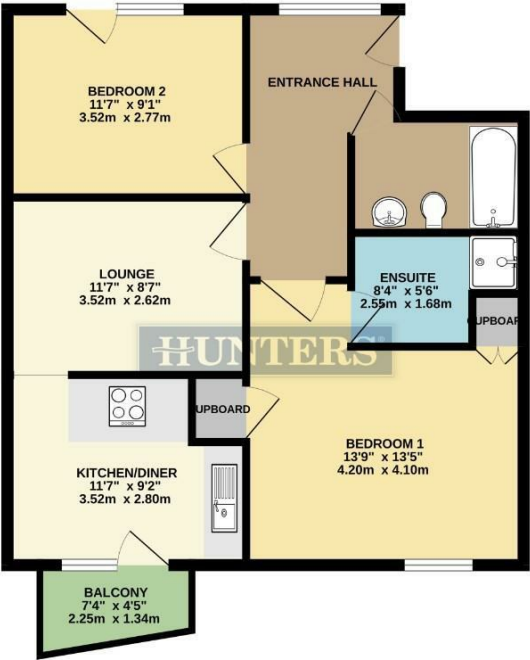 BEDROOM 2
11'7" x 9'1"
3.52m x 2.77m
ENTRANCE HALL
LOUNGE
11'7" x 8'7"
3.52m x 2.62m
ENSUITE
8'4" x 5'6"
2.55m x 1.68m
UPBOAR
HUNTERS
UPBOARD
BEDROOM 1
13'9" x 13'5"
4.20m x 4.10m
KITCHEN/DINER
11'7" x 9'2"
3.52m x 2.80m
BALCONY
7'4" x 4'5"
2.25m x 1.34m